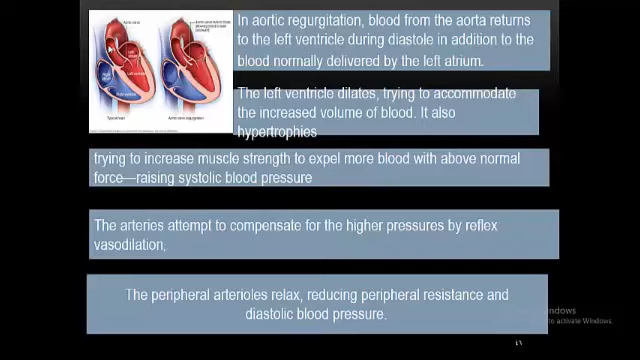 In aortic regurgitation, blood from the aorta returns
to the left ventricle during diastole in addition to the
blood normally delivered by the left atrium.
The left ventricle dilates, trying to accommodate
the increased volume of blood. It also
hypertrophies
trying to increase muscle strength to expel more blood with above normal
force—raising systolic blood pressure
The arteries attempt to compensate for the higher pressures by reflex
vasodilation;
The peripheral arterioles relax, reducing peripheral resistance and
diastolic blood pressure.
to activate Windows.
٤٦